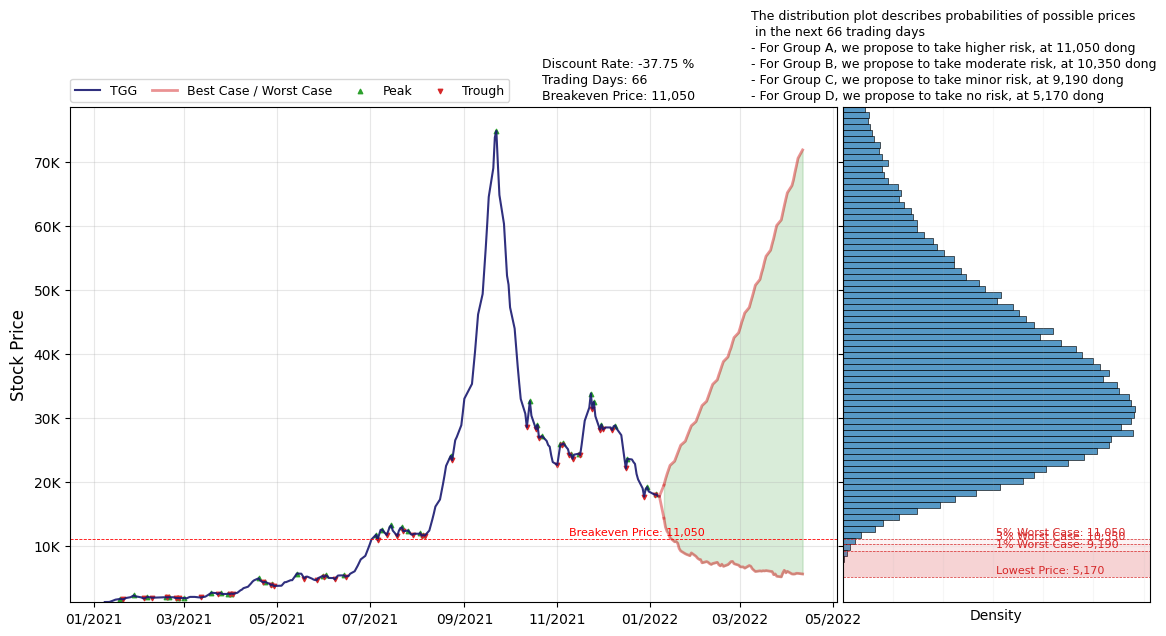 The distribution plot describes probabilities of possible prices
in the next 66 trading days
- For Group A, we propose to take higher risk, at 11,050 dong
- For Group B, we propose to take moderate risk, at 10,350 dong
- For Group C, we propose to take minor risk, at 9,190 dong
- For Group D, we propose to take no risk, at 5,170 dong
Discount Rate: -37.75 %
Trading Days: 66
Breakeven Price: 11,050
TGG
Best Case / Worst Case
Peak
Trough
Stock Price
70K
60K
50K
40K
30K
20K
10K
Breakeven Price: 11,050
01/2021
03/2021
05/2021
07/2021
09/2021
11/2021
01/2022
03/2022
05/2022
5% Worst Case: 11,050
3% Worst Case: 10,350
1% Worst Case: 9,190
Lowest Price: 5,170
Density